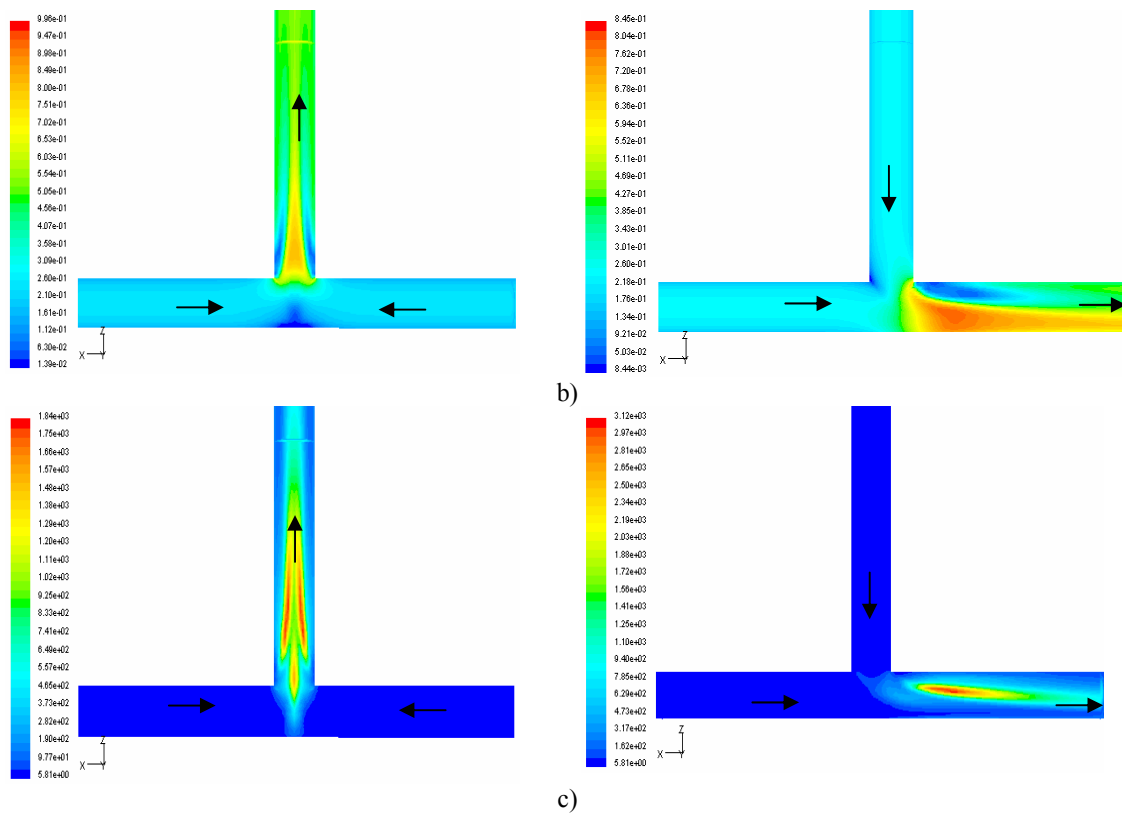 9.96e-01
9.47e-01
8.98e-01
8.49e-01
8.00e-01
7.51e-01
7.02e-01
6.53e-01
6.03e-01
5.54e-01
5.05e-01
4.56e-01
4.07e-01
3.58e-01
3.09e-01
2.60e-01
2.10e-01
1.61e-01
1.12e-01
6.30e-02
1.39e-02
Z
X Y
8.45e-01
8.04e-01
7.62e-01
7.20e-01
6.78e-01
6.36e-01
5.94e-01
5.52e-01
5.11e-01
4.69e-01
4.27e-01
3.85e-01
3.43e-01
3.01e-01
2.60e-01
2.18e-01
1.76e-01
1.34e-01
9.21e-02
5.03e-02
8.44e-03
Z
X Y
b)
1.84e+03
1.75e+03
1.66e+03
1.57e+03
1.48e+03
1.38e+03
1.29e+03
1.20e+03
1.11e+03
1.02e+03
9.25e+02
8.33e+02
7.41e+02
6.49e+02
5.57e+02
4.65e+02
3.74e+02
2.82e+02
1.90e+02
9.77e+01
5.81e+00
Z
X Y
3.12e+03
2.97e+03
2.81e+03
2.65e+03
2.50e+03
2.34e+03
2.19e+03
2.03e+03
1.88e+03
1.72e+03
1.56e+03
1.41e+03
1.25e+03
1.10e+03
9.40e+02
7.85e+02
6.29e+02
4.73e+02
3.17e+02
1.62e+02
5.81e+00
Z
X Y
c)